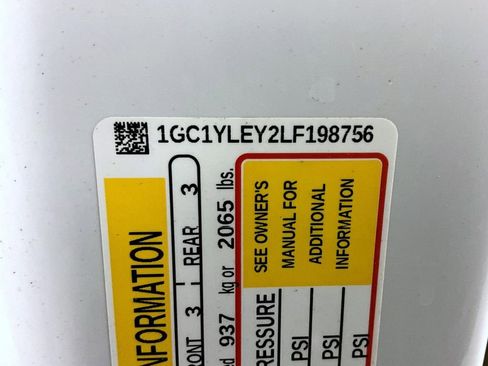 1GC1YLEY2LF198756
NFORMATION
RONT 3 REAR 3
ed 937 kg or 2065 lbs.
RESSURE
SEE OWNER'S
MANUAL FOR
ADDITIONAL
INFORMATION
PSI
PSI
PSI